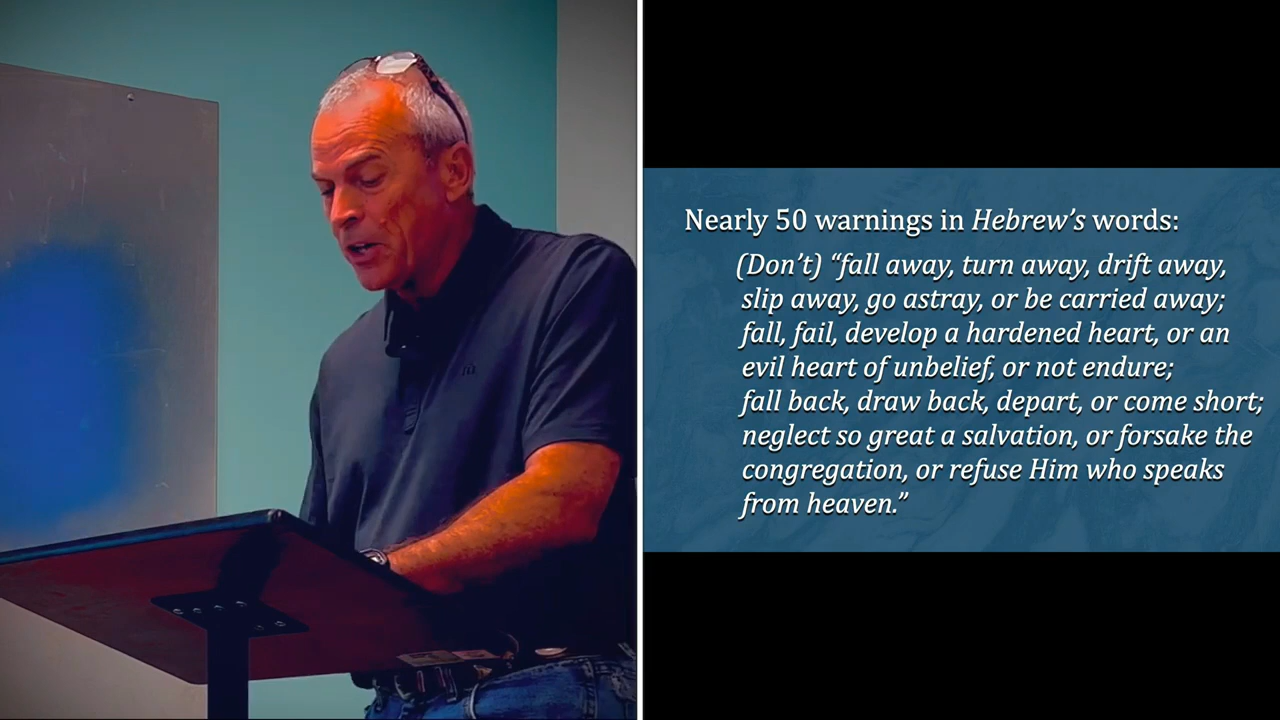 Nearly 50 warnings in Hebrew’s words:
(Don’t) “fall away, turn away, drift away,
slip away, go astray, or be carried away;
fall, fail, develop a hardened heart, or an
evil heart of unbelief, or not endure;
fall back, draw back, depart, or come short;
neglect so great a salvation, or forsake the
congregation, or refuse Him who speaks
from heaven.”